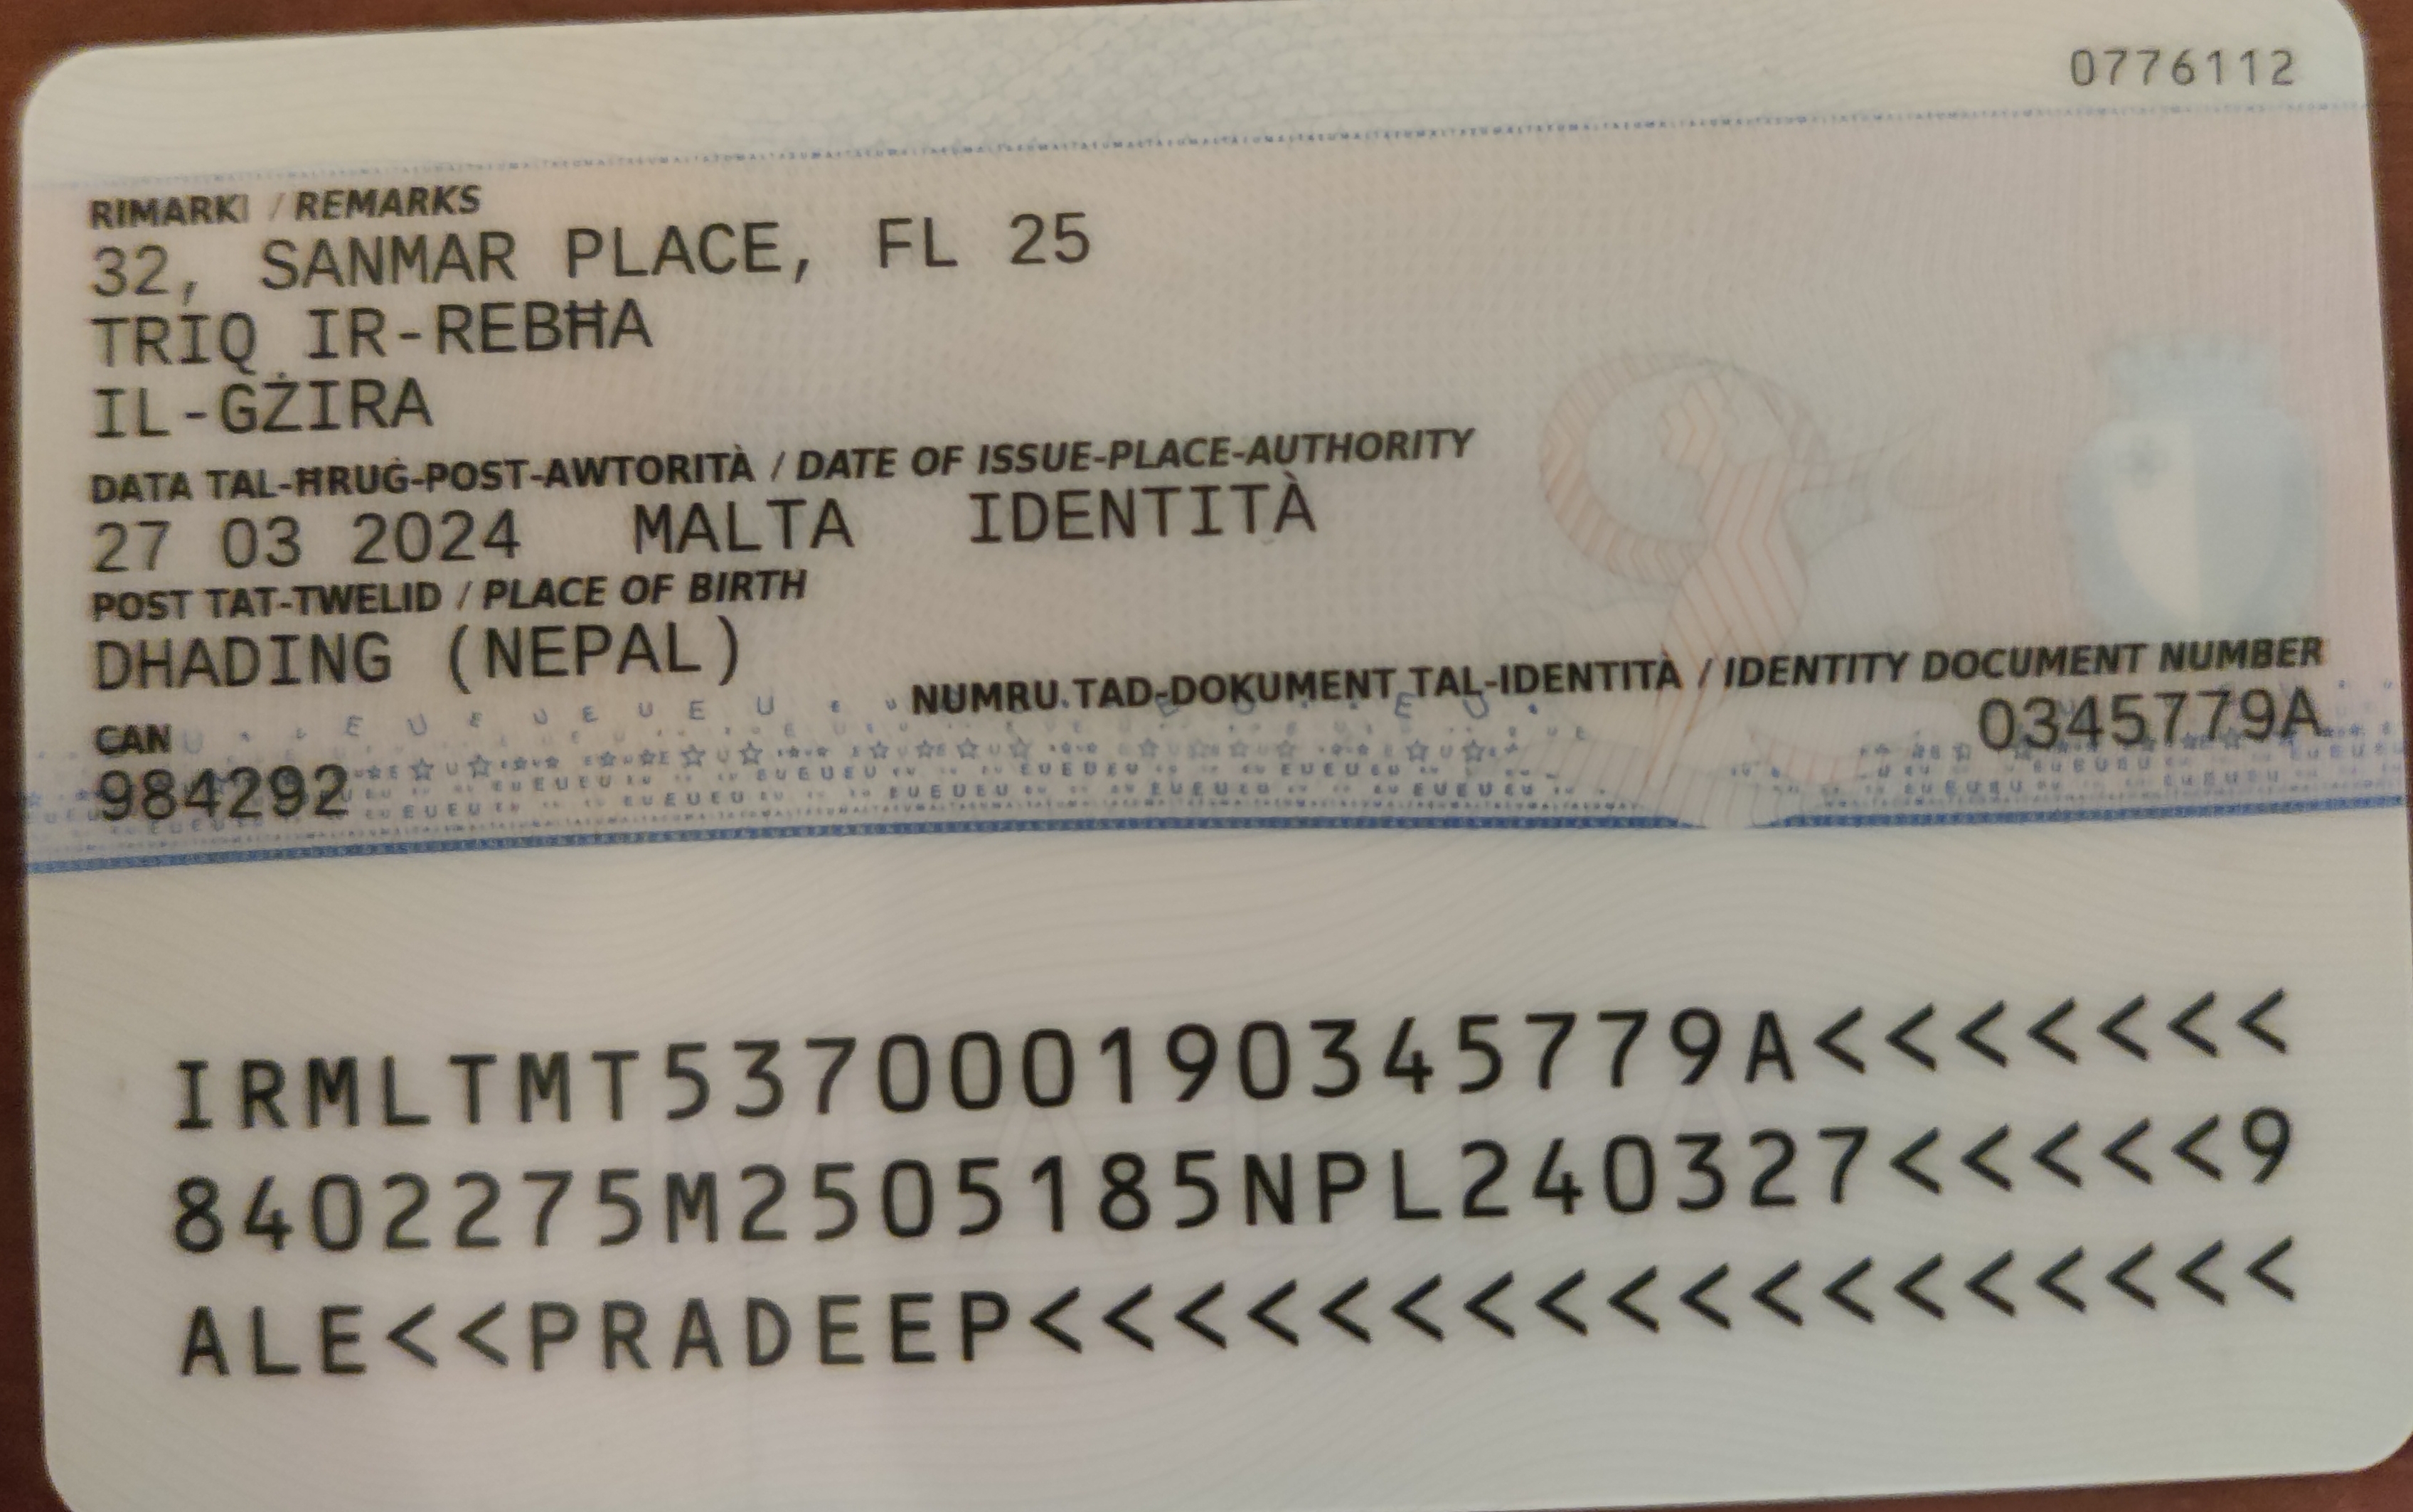 0776112
RIMARKI / REMARKS
32, SANMAR PLACE, FL 25
TRIQ IR-REBĦA
IL-GŻIRA
DATA TAL-ĦRUĠ-POST-AWTORITÀ / DATE OF ISSUE-PLACE-AUTHORITY
27 03 2024 MALTA IDENTITÀ
POST TAT-TWELID / PLACE OF BIRTH
DHADING (NEPAL)
NUMRU TAD-DOKUMENT TAL-IDENTITÀ / IDENTITY DOCUMENT NUMBER
0345779A
CAN
984292
IRMLTMT537000190345779A<<<<<<<
8402275M2505185NPL240327<<<<<9
ALE<<PRADEEP<<<<<<<<<<<<<<<<<<